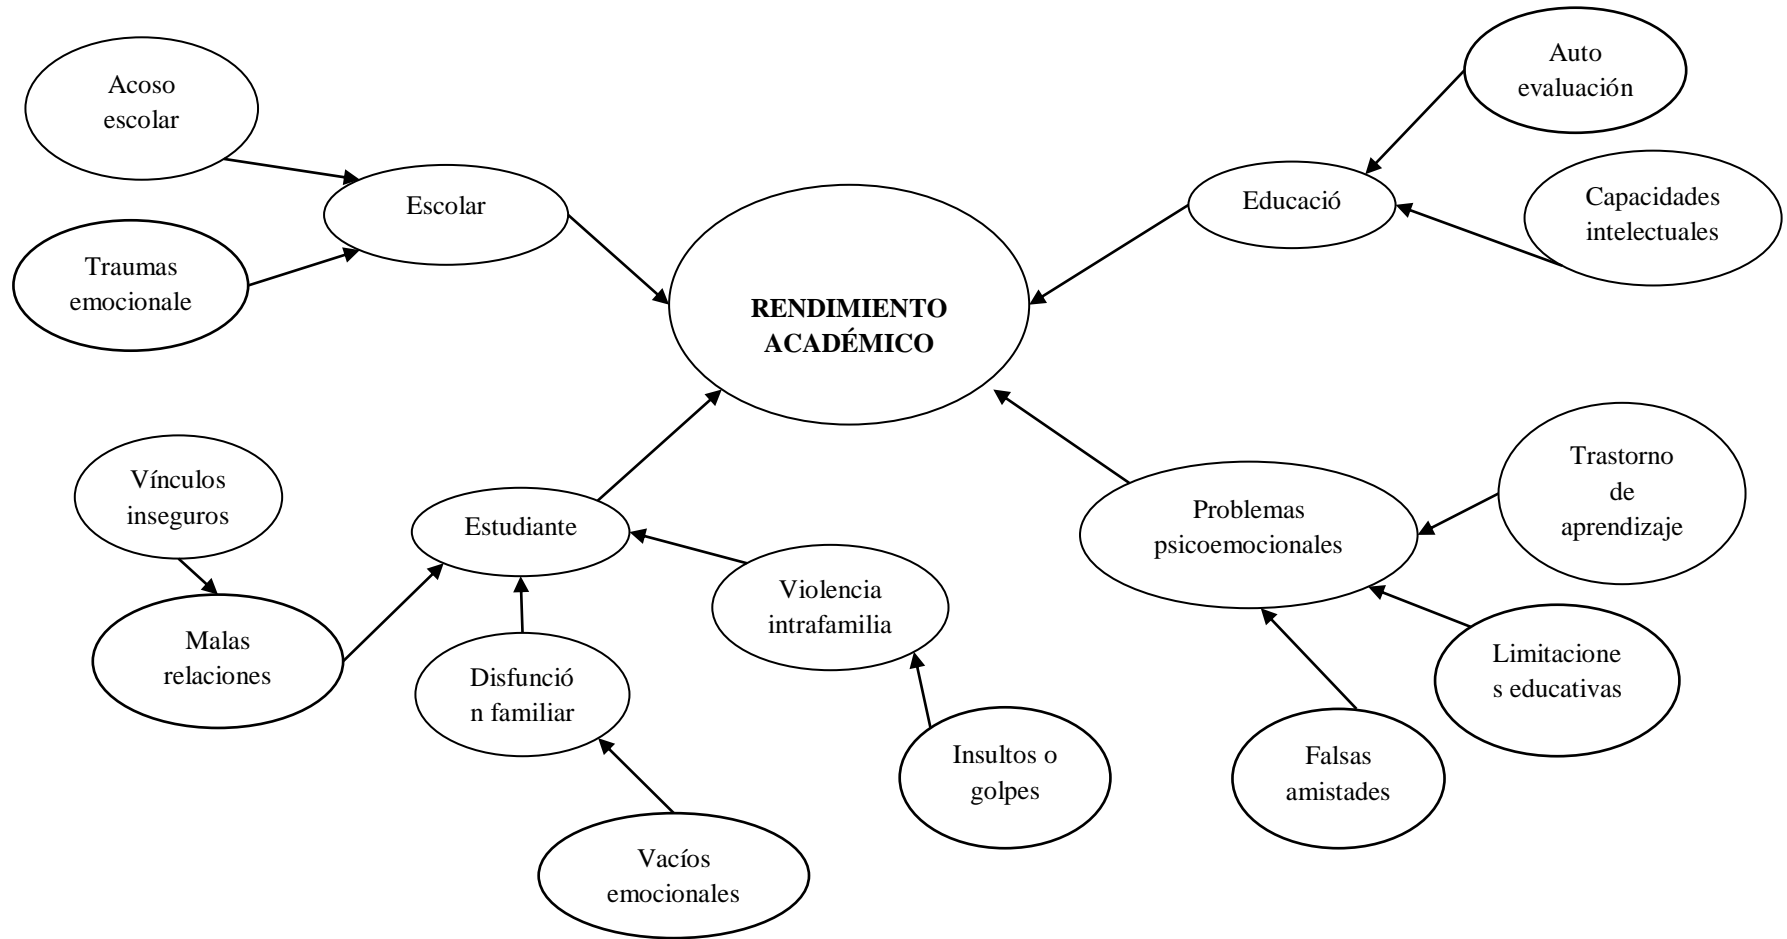 Acoso
escolar
Escolar
Traumas
emocionale
RENDIMIENTO
ACADÉMICO
Auto
evaluación
Educació
Capacidades
intelectuales
Vínculos
inseguros
Malas
relaciones
Estudiante
Disfunció
n familiar
Violencia
intrafamilia
Insultos o
golpes
Vacíos
emocionales
Problemas
psicoemocionales
Trastorno
de
aprendizaje
Limitacione
s educativas
Falsas
amistades